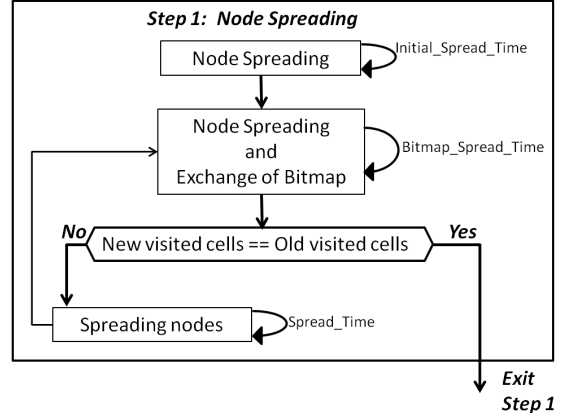 Step 1: Node Spreading
Node Spreading
Initial_Spread_Time
Node Spreading
and
Exchange of Bitmap
Bitmap_Spread_Time
No
Yes
New visited cells == Old visited cells
Spreading nodes
Spread_Time
Exit
Step 1